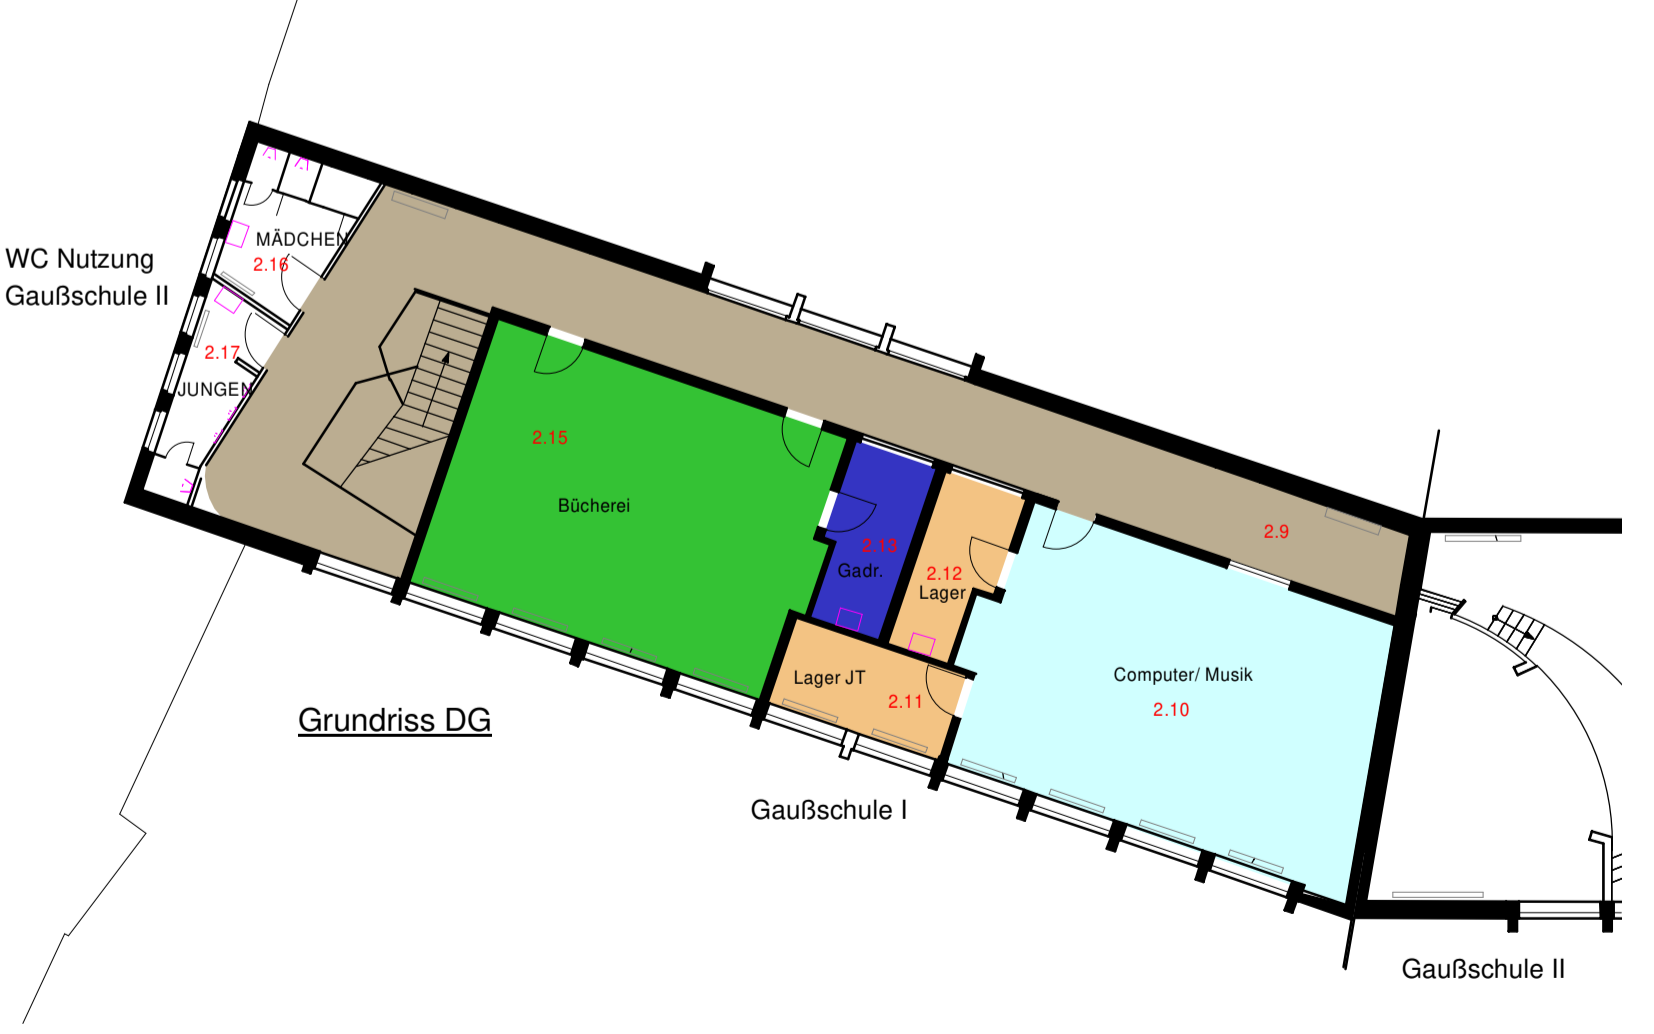 MÄDCHEN
2.16
WC Nutzung
Gaußschule II
2.17
JUNGEN
2.15
Bücherei
2.13
Gadr.
2.12
Lager
2.9
Lager JT
2.11
Computer/ Musik
2.10
Grundriss DG
Gaußschule I
Gaußschule II